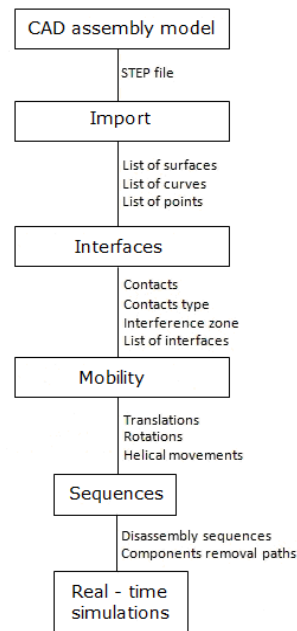 CAD assembly model
STEP file
Import
List of surfaces
List of curves
List of points
Interfaces
Contacts
Contacts type
Interference zone
List of interfaces
Mobility
Translations
Rotations
Helical movements
Sequences
Disassembly sequences
Components removal paths
Real - time
simulations